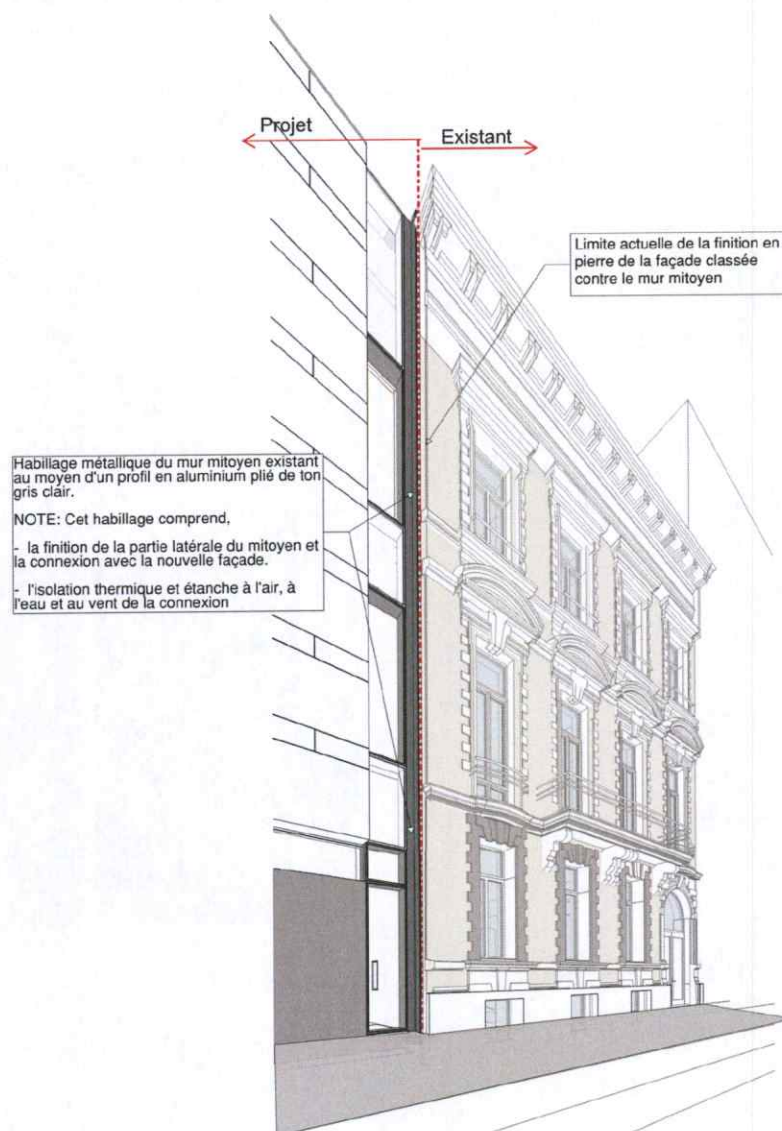 Projet
Existant
Limite actuelle de la finition en
pierre de la façade classée
contre le mur mitoyen
Habillage métallique du mur mitoyen existant
au moyen d'un profil en aluminium plié de ton
gris clair.
NOTE: Cet habillage comprend,
- la finition de la partie latérale du mitoyen et
la connexion avec la nouvelle façade.
- l'isolation thermique et étanche à l'air, à
l'eau et au vent de la connexion